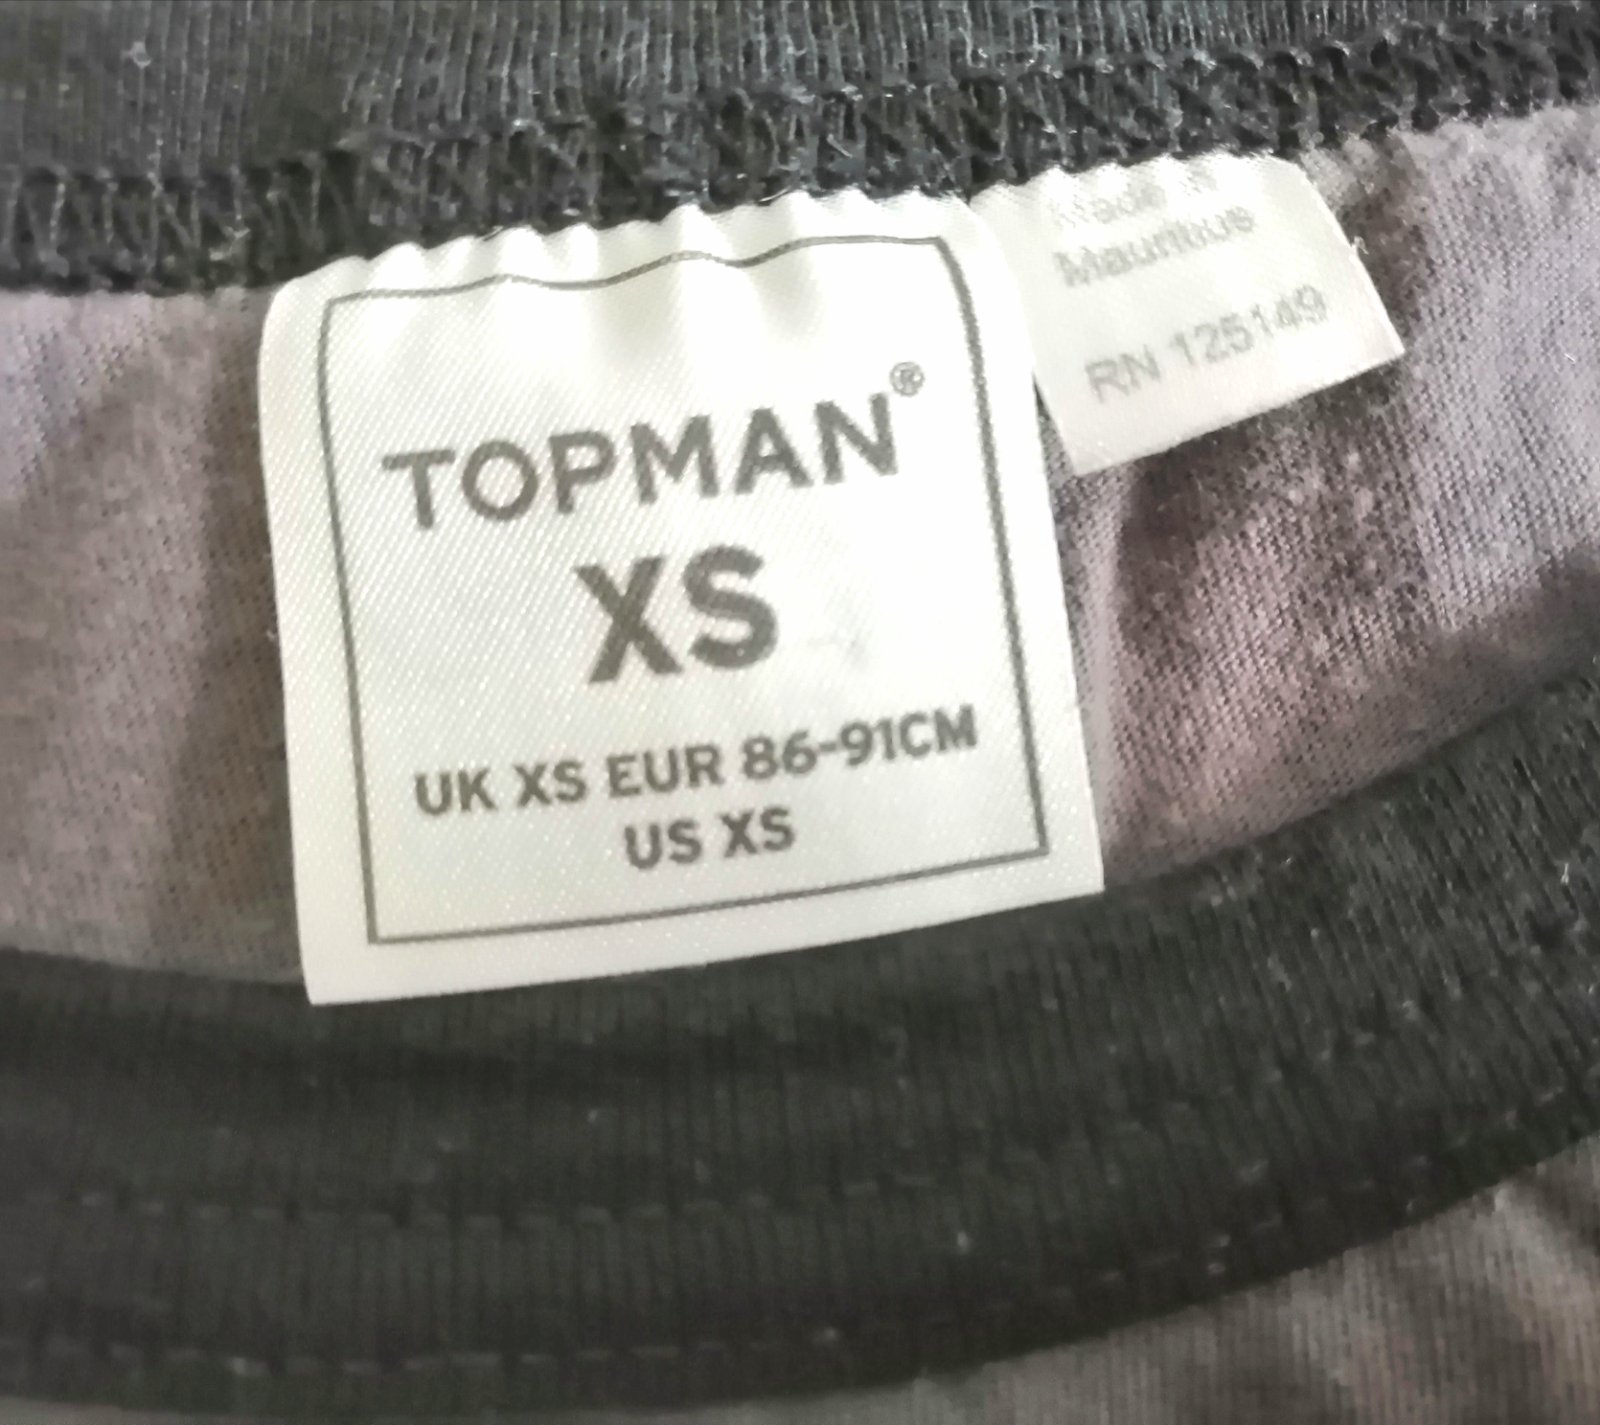 TOPMAN®
XS
UK XS EUR 86-91CM
US XS
Made in
Mauritius
RN 125149